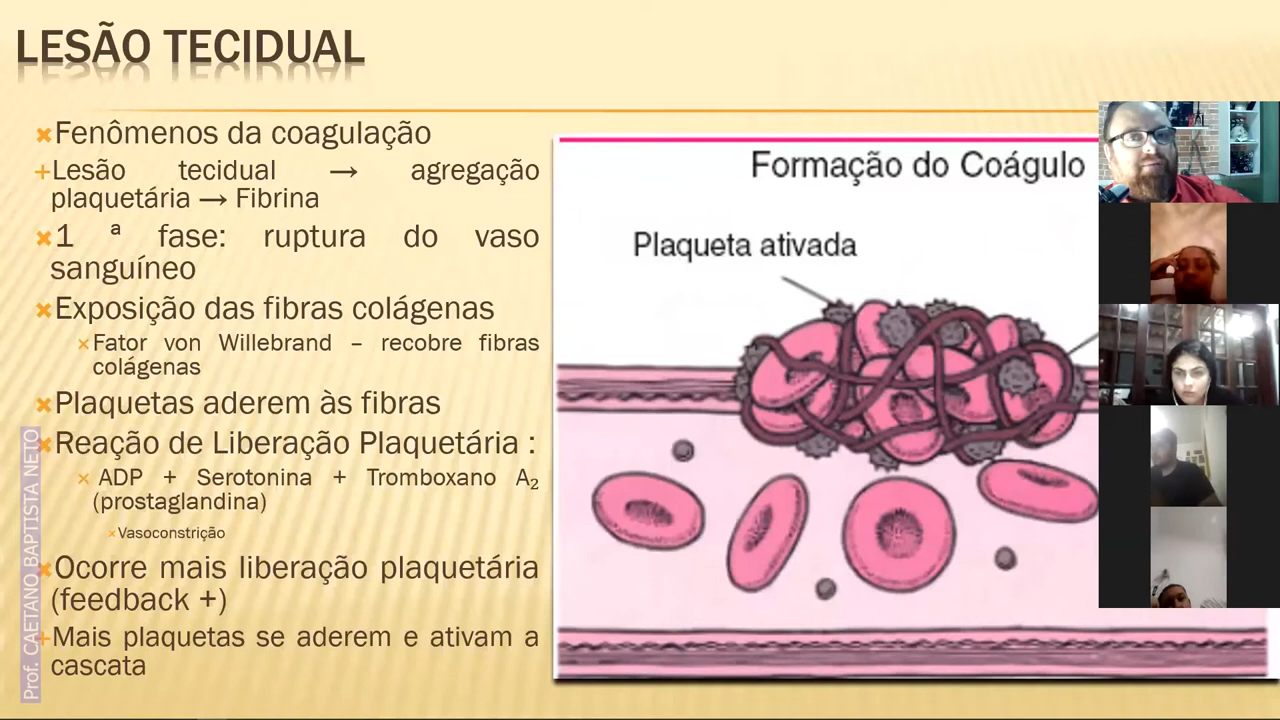 LESÃO TECIDUAL
Fenômenos da coagulação
Lesão tecidual → agregação
plaquetária → Fibrina
1 ª fase: ruptura do vaso
sanguíneo
Exposição das fibras colágenas
Fator von Willebrand – recobre fibras
colágenas
Plaquetas aderem às fibras
Reação de Liberação Plaquetária :
ADP + Serotonina + Tromboxano A₂
(prostaglandina)
Vasoconstrição
Ocorre mais liberação plaquetária
(feedback +)
Mais plaquetas se aderem e ativam a
cascata
Prof. CAETANO BAPTISTA NETO
Formação do Coágulo
Plaqueta ativada